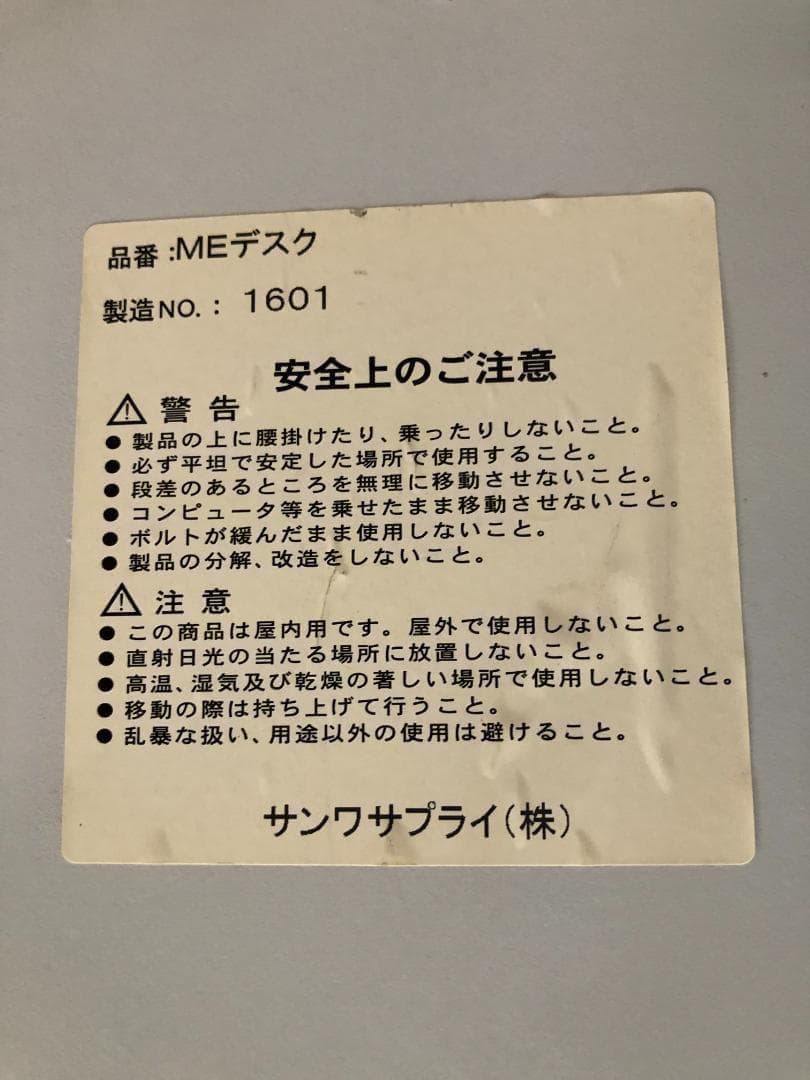 品番:MEデスク
製造NO.: 1601
安全上のご注意
⚠ 警告
● 製品の上に腰掛けたり、乗ったりしないこと。
● 必ず平坦で安定した場所で使用すること。
● 段差のあるところを無理に移動させないこと。
● コンピュータ等を乗せたまま移動させないこと。
● ボルトが緩んだまま使用しないこと。
● 製品の分解、改造をしないこと。
⚠ 注意
● この商品は屋内用です。屋外で使用しないこと。
● 直射日光の当たる場所に放置しないこと。
● 高温、湿気及び乾燥の著しい場所で使用しないこと。
● 移動の際は持ち上げて行うこと。
● 乱暴な扱い、用途以外の使用は避けること。
サンワサプライ(株)